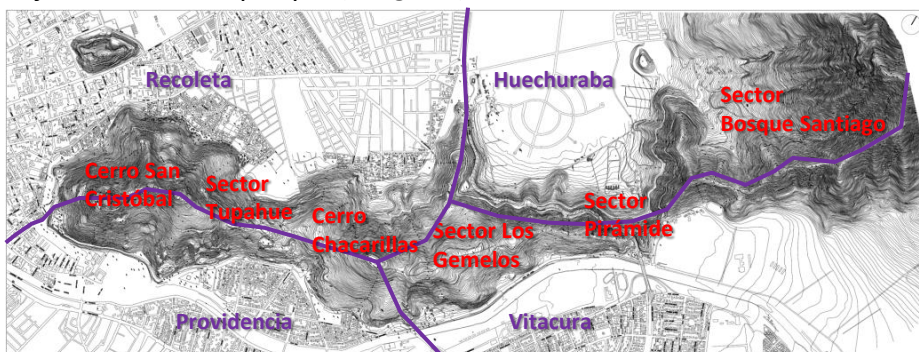 Recoleta
Huechuraba
Sector
Bosque Santiago
Cerro San
Cristóbal
Sector
Tupahue
Cerro
Chacarillas
Sector Los
Gemelos
Sector
Pirámide
Providencia
Vitacura